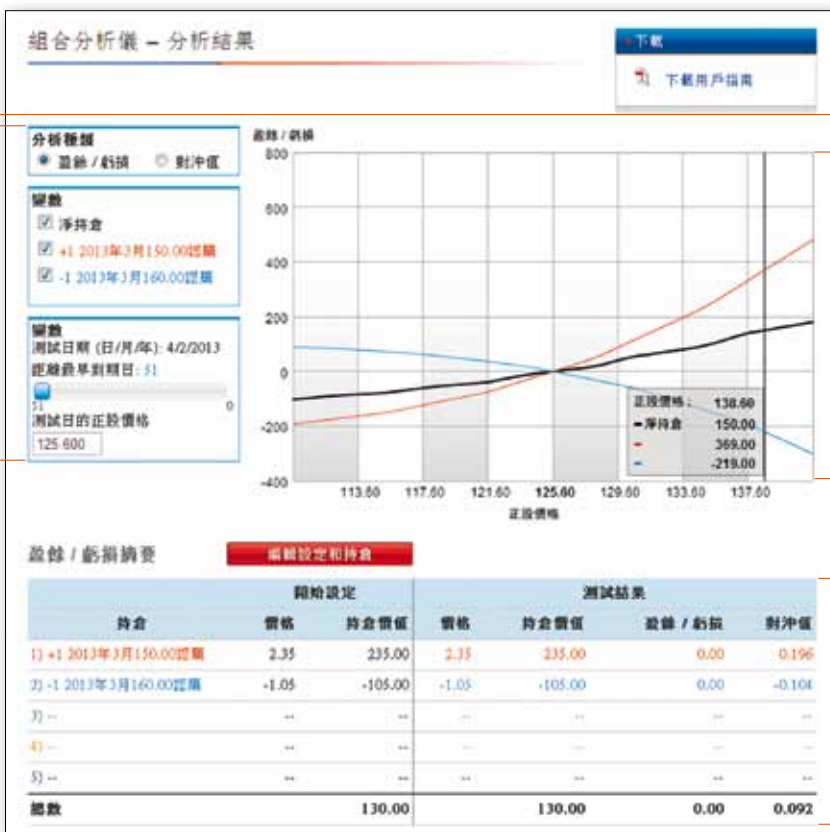 組合分析儀 – 分析結果
下載
下載用戶指南
分析種類
盈餘 / 虧損 對沖值
變數
淨持倉
+1 2013年3月150.00認購
-1 2013年3月160.00認購
變數
測試日期 (日/月/年): 4/2/2013
距離最早到期日: 51
51 0
測試日的正股價格
125.600
盈餘 / 虧損
800
600
400
200
0
-200
-400
113.60 117.60 121.60 125.60 129.60 133.60 137.60
正股價格
正股價格: 138.60
淨持倉 150.00
369.00
-219.00
盈餘 / 虧損摘要
編輯設定和持倉
開始設定 測試結果
持倉 價格 持倉價值 價格 持倉價值 盈餘 / 虧損 對沖值
1) +1 2013年3月150.00認購 2.35 235.00 2.35 235.00 0.00 0.196
2) -1 2013年3月160.00認購 -1.05 -105.00 -1.05 -105.00 0.00 -0.104
3) -- -- -- -- -- -- --
4) -- -- -- -- -- -- --
5) -- -- -- -- -- -- --
總數 130.00 130.00 0.00 0.092